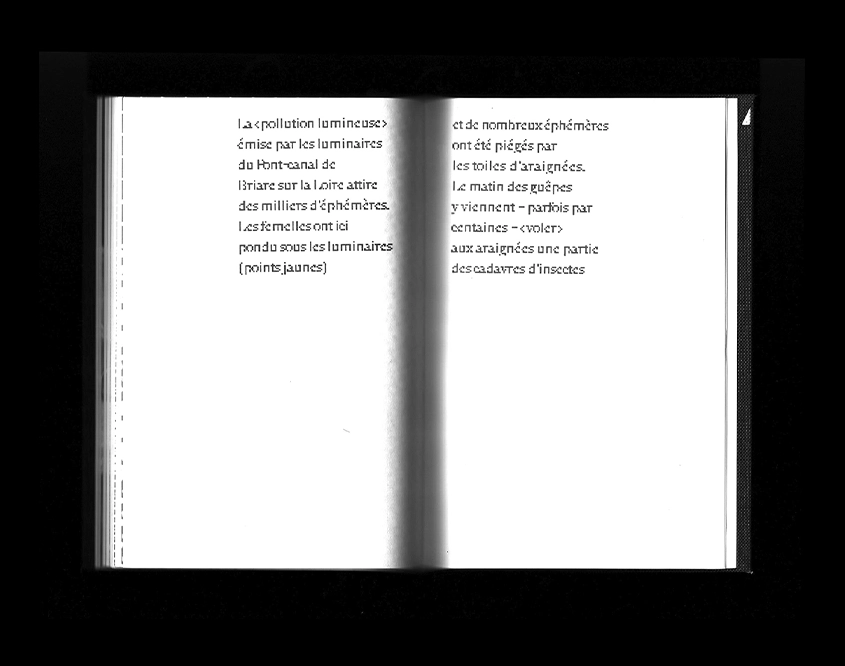 La <pollution lumineuse>
émise par les luminaires
du Pont-canal de
Briare sur la Loire attire
des milliers d'éphémères.
Les femelles ont ici
pondu sous les luminaires
(points jaunes)
et de nombreux éphémères
ont été piégés par
les toiles d'araignées.
Le matin des guêpes
y viennent – parfois par
centaines – <voler>
aux araignées une partie
des cadavres d'insectes